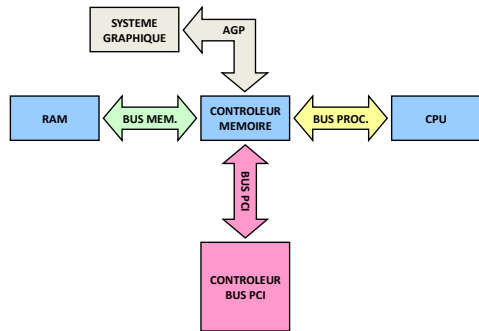 SYSTEME
GRAPHIQUE
AGP
RAM
BUS MEM.
CONTROLEUR
MEMOIRE
BUS PROC.
CPU
BUS PCI
CONTROLEUR
BUS PCI